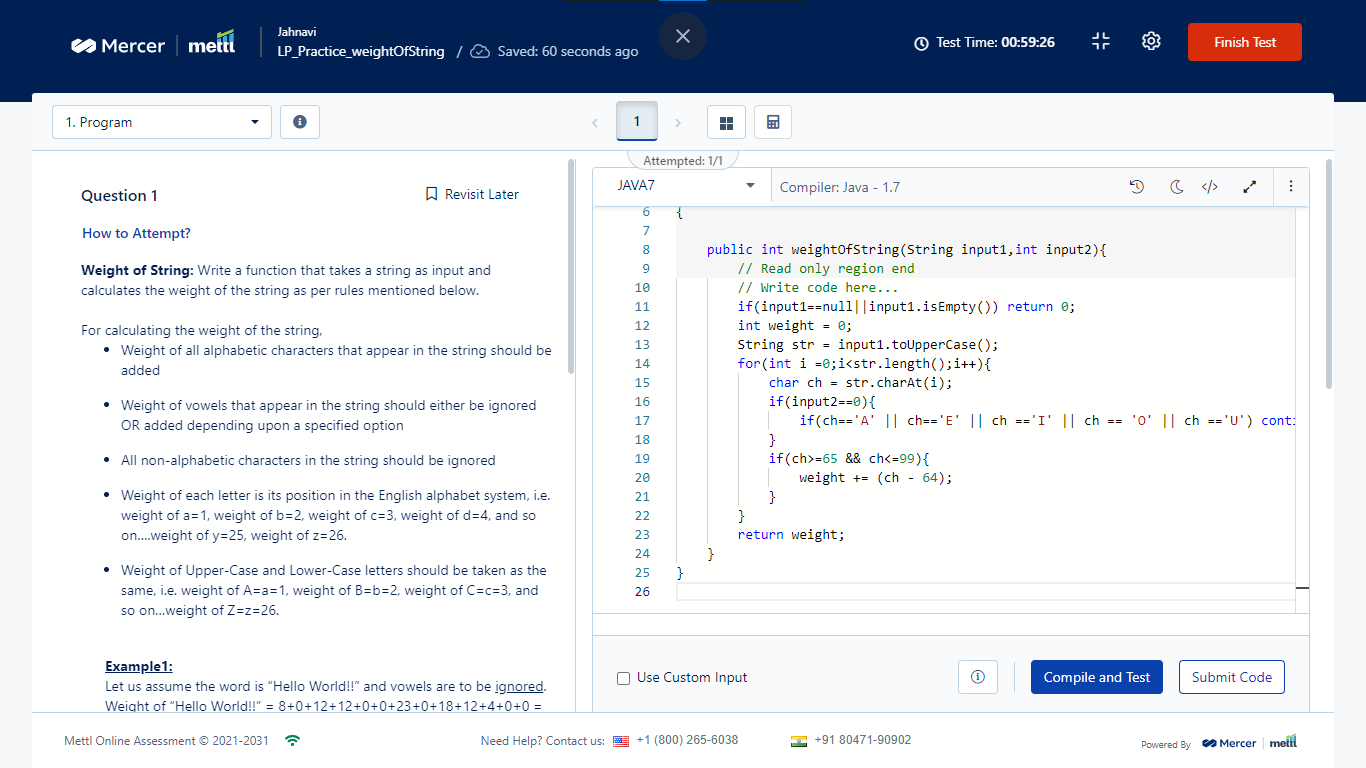 Mercer mettl
Jahnavi
LP_Practice_weightOfString / Saved: 60 seconds ago
Test Time: 00:59:26
Finish Test
1. Program
1
Attempted: 1/1
Question 1
Revisit Later
How to Attempt?
Weight of String: Write a function that takes a string as input and
calculates the weight of the string as per rules mentioned below.
For calculating the weight of the string,
• Weight of all alphabetic characters that appear in the string should be
added
• Weight of vowels that appear in the string should either be ignored
OR added depending upon a specified option
• All non-alphabetic characters in the string should be ignored
• Weight of each letter is its position in the English alphabet system, i.e.
weight of a=1, weight of b=2, weight of c=3, weight of d=4, and so
on....weight of y=25, weight of z=26.
• Weight of Upper-Case and Lower-Case letters should be taken as the
same, i.e. weight of A=a=1, weight of B=b=2, weight of C=c=3, and
so on...weight of Z=z=26.
Example1:
Let us assume the word is “Hello World!!” and vowels are to be ignored.
Weight of “Hello World!!” = 8+0+12+12+0+0+23+0+18+12+4+0+0 =
JAVA7
Compiler: Java - 1.7
6 {
7
8 public int weightOfString(String input1,int input2){
9 // Read only region end
10 // Write code here...
11 if(input1==null||input1.isEmpty()) return 0;
12 int weight = 0;
13 String str = input1.toUpperCase();
14 for(int i =0;i<str.length();i++){
15 char ch = str.charAt(i);
16 if(input2==0){
17 if(ch=='A' || ch=='E' || ch =='I' || ch == 'O' || ch =='U') conti
18 }
19 if(ch>=65 && ch<=99){
20 weight += (ch - 64);
21 }
22 }
23 return weight;
24 }
25 }
26
Use Custom Input
Compile and Test
Submit Code
Mettl Online Assessment © 2021-2031
Need Help? Contact us: +1 (800) 265-6038
+91 80471-90902
Powered By Mercer mettl